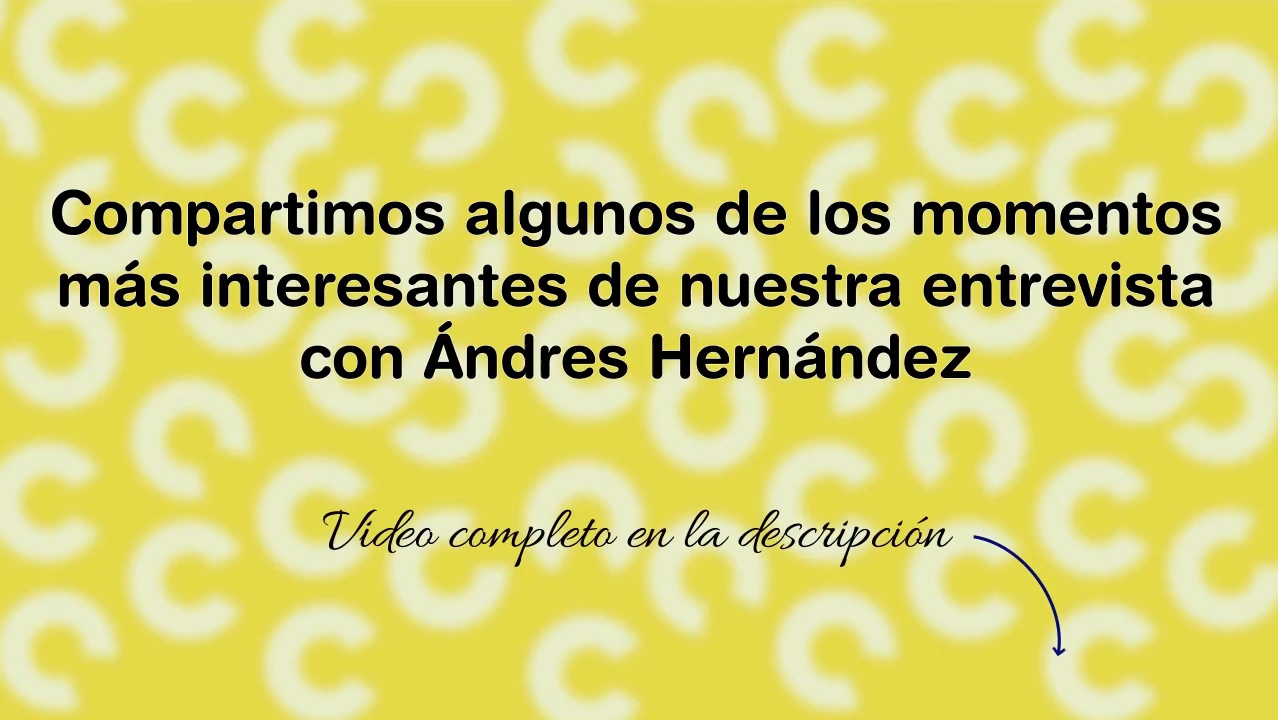 Compartimos algunos de los momentos
más interesantes de nuestra entrevista
con Ándres Hernández
Video completo en la descripción